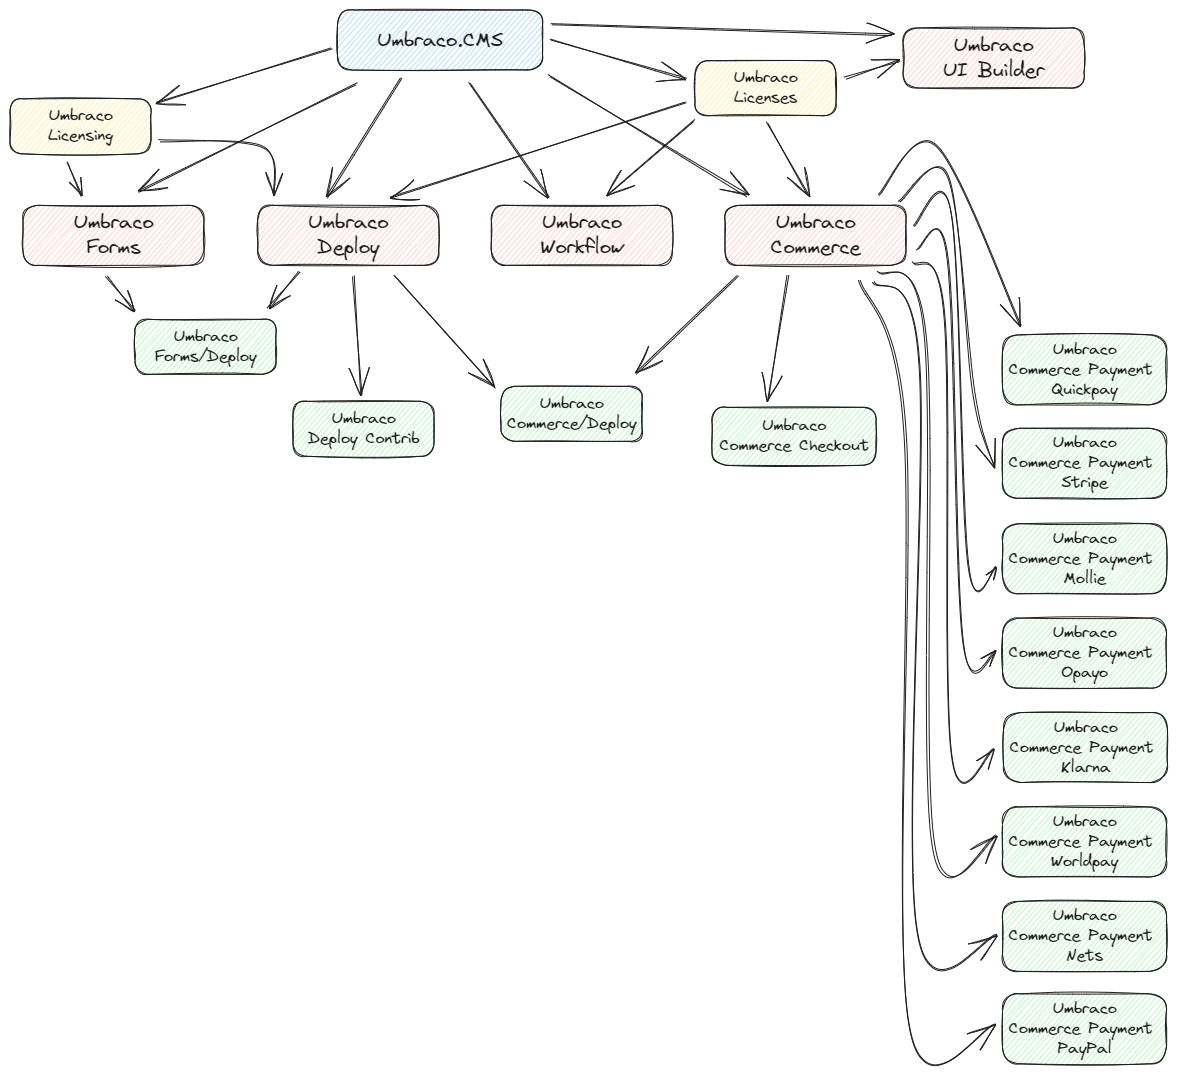 Umbraco.CMS
Umbraco
UI Builder
Umbraco
Licenses
Umbraco
Licensing
Umbraco
Forms
Umbraco
Deploy
Umbraco
Workflow
Umbraco
Commerce
Umbraco
Forms/Deploy
Umbraco
Deploy Contrib
Umbraco
Commerce/Deploy
Umbraco
Commerce Checkout
Umbraco
Commerce Payment
Quickpay
Umbraco
Commerce Payment
Stripe
Umbraco
Commerce Payment
Mollie
Umbraco
Commerce Payment
Opayo
Umbraco
Commerce Payment
Klarna
Umbraco
Commerce Payment
Worldpay
Umbraco
Commerce Payment
Nets
Umbraco
Commerce Payment
PayPal